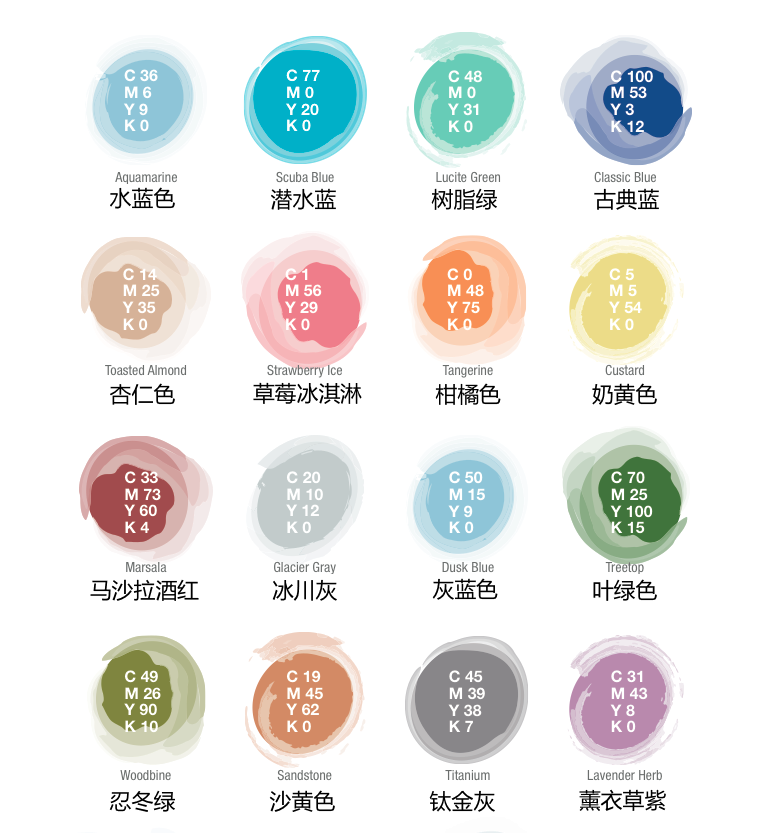 C 36
M 6
Y 9
K 0
Aquamarine
水蓝色
C 77
M 0
Y 20
K 0
Scuba Blue
潜水蓝
C 48
M 0
Y 31
K 0
Lucite Green
树脂绿
C 100
M 53
Y 3
K 12
Classic Blue
古典蓝
C 14
M 25
Y 35
K 0
Toasted Almond
杏仁色
C 1
M 56
Y 29
K 0
Strawberry Ice
草莓冰淇淋
C 0
M 48
Y 75
K 0
Tangerine
柑橘色
C 5
M 5
Y 54
K 0
Custard
奶黄色
C 33
M 73
Y 60
K 4
Marsala
马沙拉酒红
C 20
M 10
Y 12
K 0
Glacier Gray
冰川灰
C 50
M 15
Y 9
K 0
Dusk Blue
灰蓝色
C 70
M 25
Y 100
K 15
Treetop
叶绿色
C 49
M 26
Y 90
K 10
Woodbine
忍冬绿
C 19
M 45
Y 62
K 0
Sandstone
沙黄色
C 45
M 39
Y 38
K 7
Titanium
钛金灰
C 31
M 43
Y 8
K 0
Lavender Herb
薰衣草紫